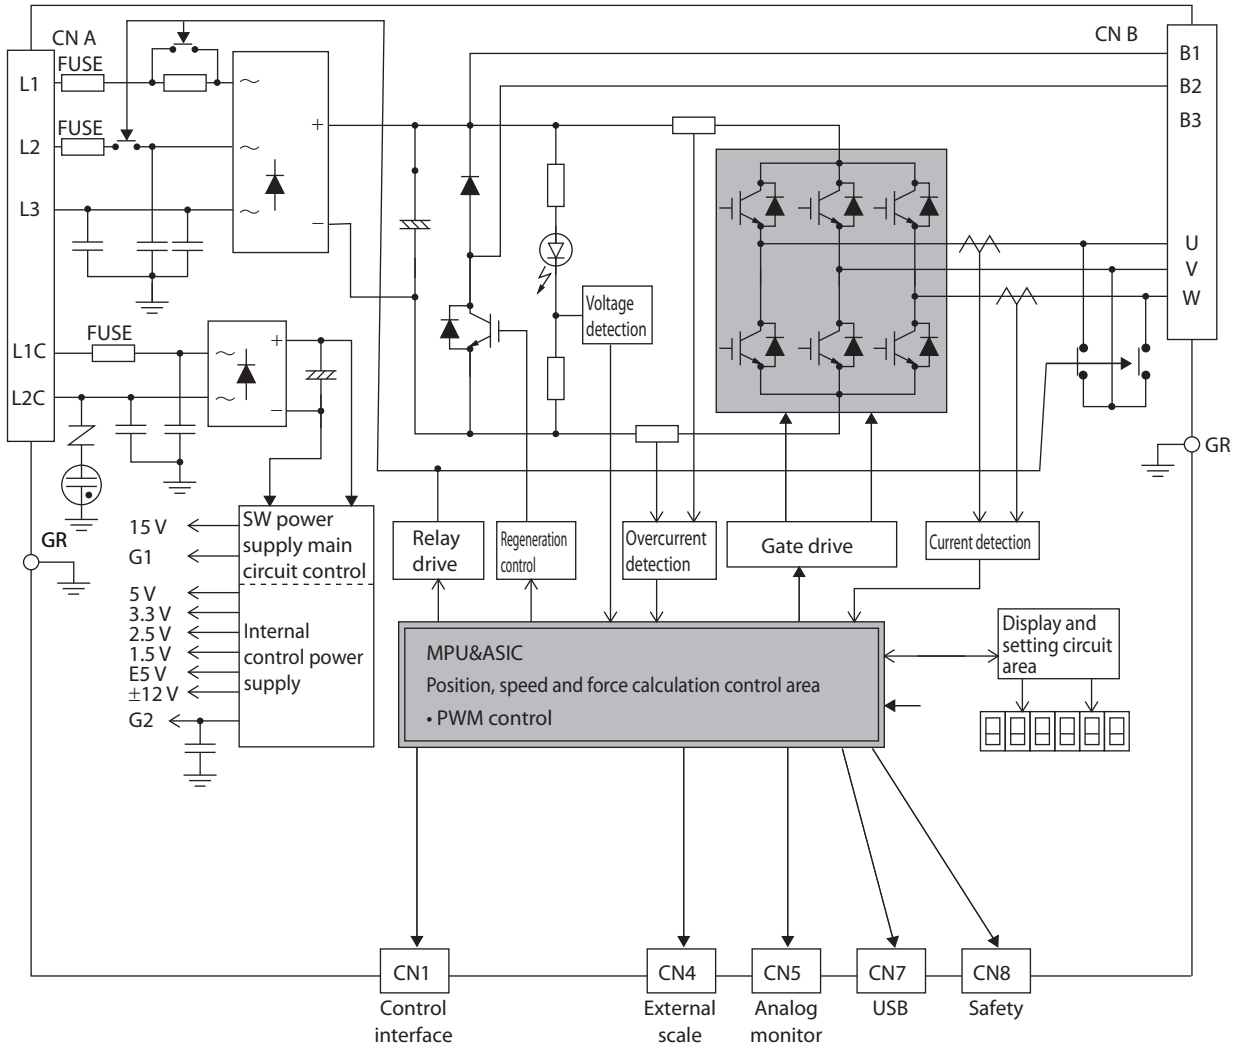 CN A
FUSE
L1
FUSE
L2
L3
+
−
CN B
B1
B2
B3
U
V
W
Voltage
detection
FUSE
L1C
L2C
+
−
GR
GR
15 V
G1
5 V
3.3 V
2.5 V
1.5 V
E5 V
±12 V
G2
SW power
supply main
circuit control
Internal
control power
supply
Relay
drive
Regeneration
control
Overcurrent
detection
Gate drive
Current detection
MPU&ASIC
Position, speed and force calculation control area
• PWM control
Display and
setting circuit
area
CN1
Control
interface
CN4
External
scale
CN5
Analog
monitor
CN7
USB
CN8
Safety